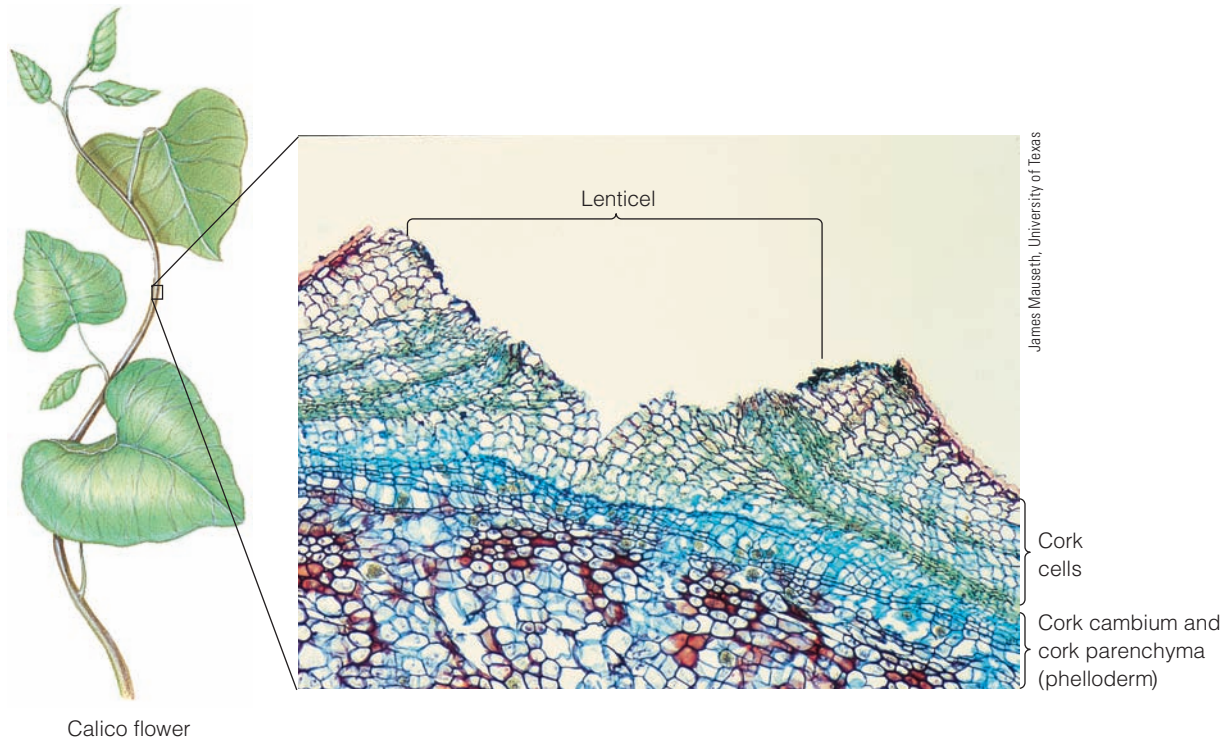 Lenticel
James Mauseth, University of Texas
Cork
cells
Cork cambium and
cork parenchyma
(phelloderm)
Calico flower